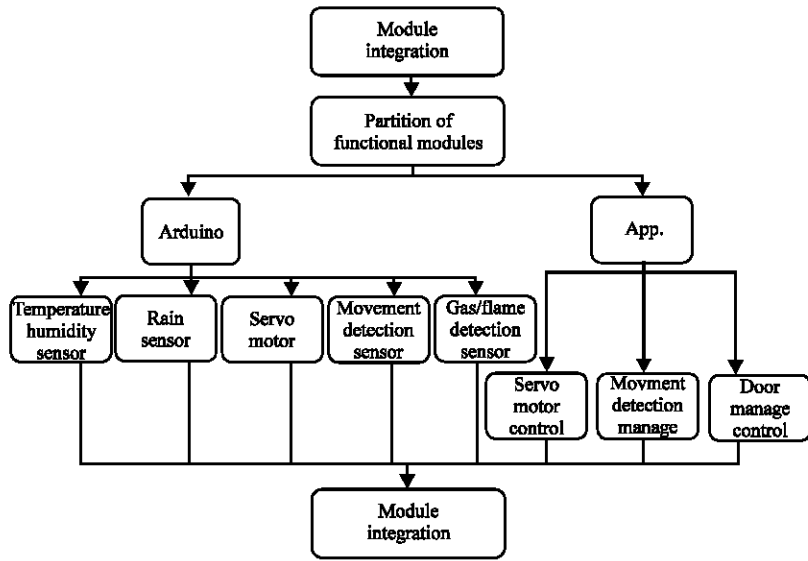 Module
integration
Partition of
functional modules
Arduino
App.
Temperature
humidity
sensor
Rain
sensor
Servo
motor
Movement
detection
sensor
Gas/flame
detection
sensor
Servo
motor
control
Movment
detection
manage
Door
manage
control
Module
integration